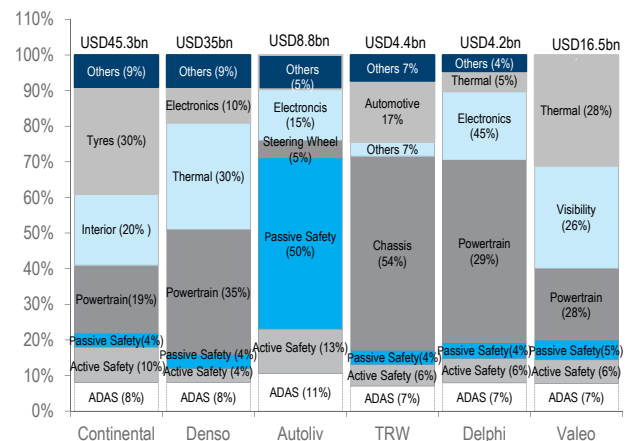 110%
100%
90%
80%
70%
60%
50%
40%
30%
20%
10%
0%
USD45.3bn
Others (9%)
Tyres (30%)
Interior (20% )
Powertrain(19%)
Passive Safety(4%)
Active Safety (10%)
ADAS (8%)
Continental
USD35bn
Others (9%)
Electronics (10%)
Thermal (30%)
Powertrain (35%)
Passive Safety (4%)
Active Safety (4%)
ADAS (8%)
Denso
USD8.8bn
Others
(5%)
Electroncis
(15%)
Steering Wheel
(5%)
Passive Safety
(50%)
Active Safety (13%)
ADAS (11%)
Autoliv
USD4.4bn
Others 7%
Automotive
17%
Others 7%
Chassis
(54%)
Passive Safety(4%)
Active Safety (6%)
ADAS (7%)
TRW
USD4.2bn
Others (4%)
Thermal (5%)
Electronics
(45%)
Powertrain
(29%)
Passive Safety(4%)
Active Safety (6%)
ADAS (7%)
Delphi
USD16.5bn
Thermal (28%)
Visibility
(26%)
Powertrain
(28%)
Passive Safety(5%)
Active Safety (6%)
ADAS (7%)
Valeo